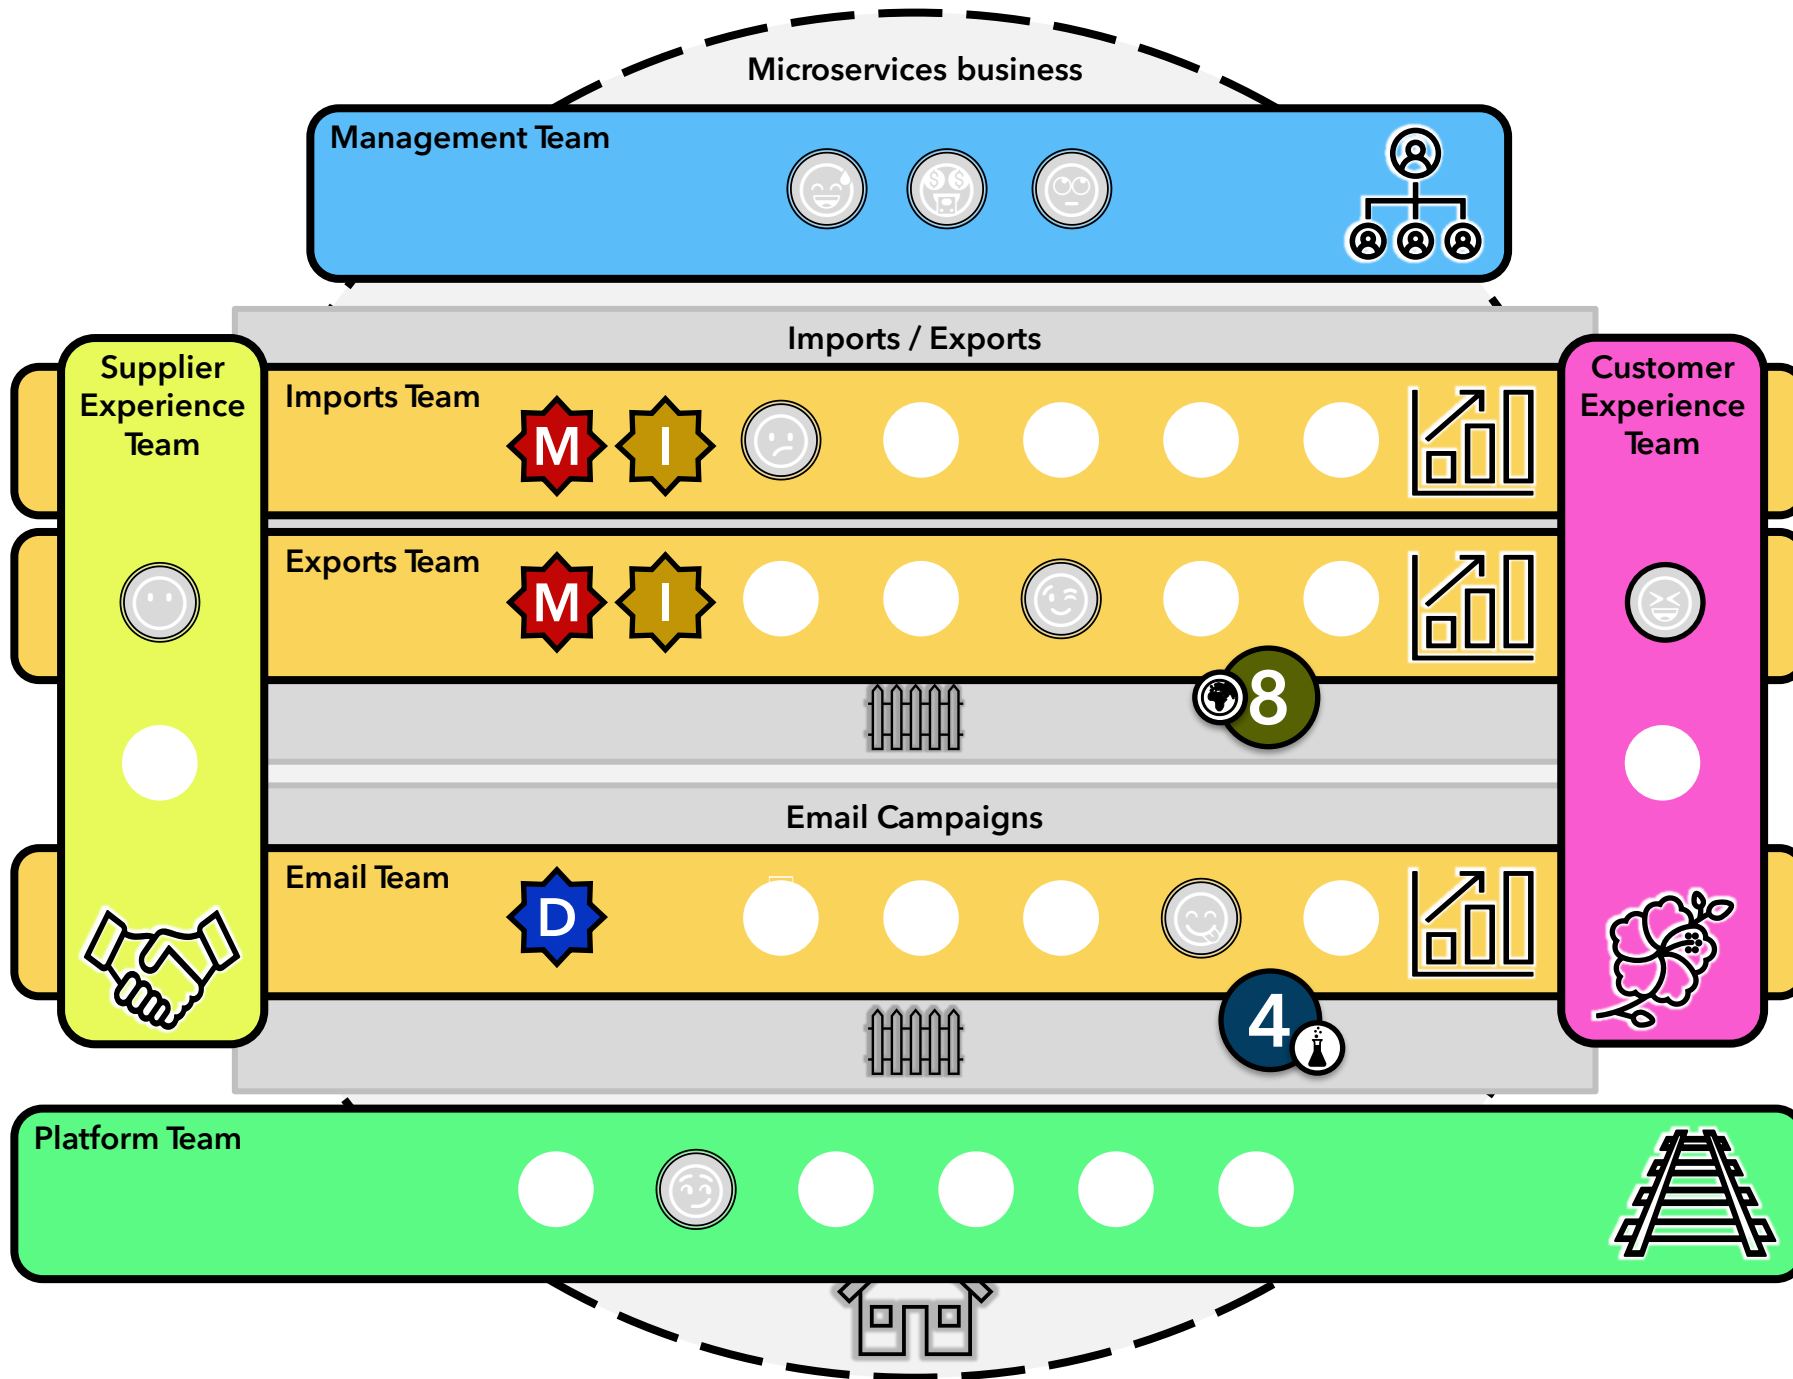 Microservices business
Management Team
Imports / Exports
Supplier
Experience
Team
Imports Team
M
I
Customer
Experience
Team
Exports Team
M
I
8
Email Campaigns
Email Team
D
4
Platform Team